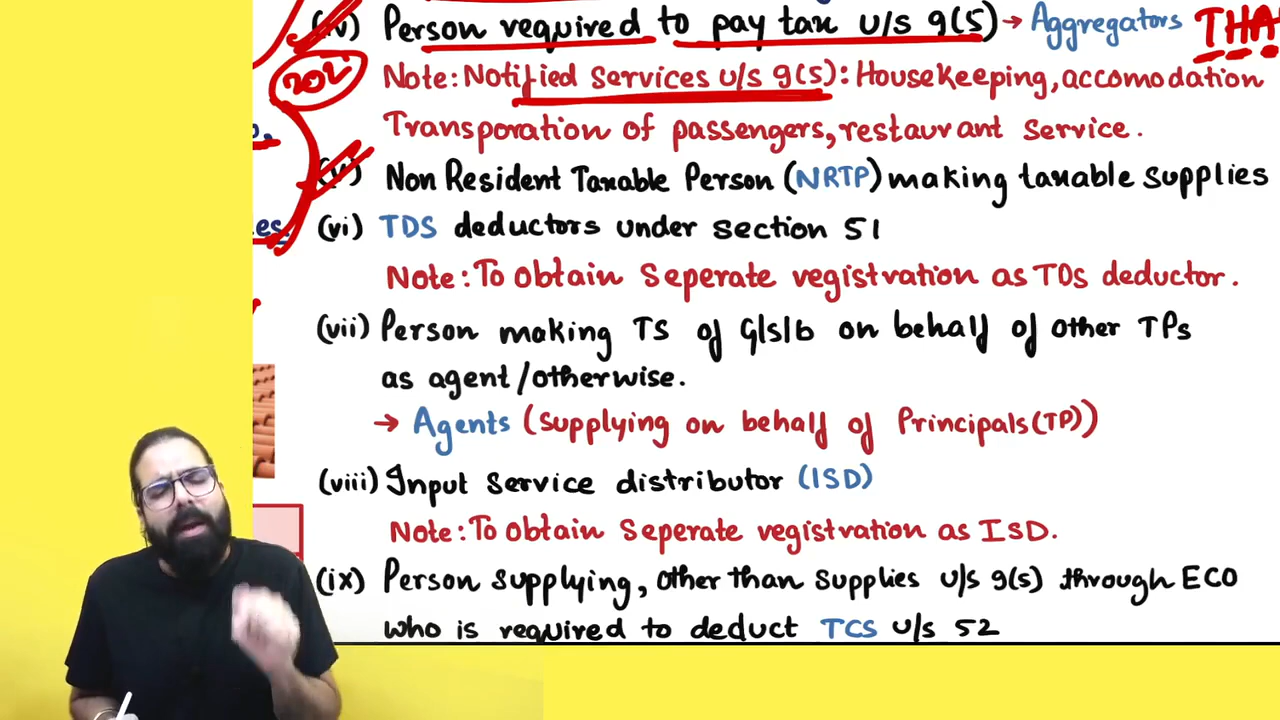 (iv) Person required to pay tax u/s 9(5) → Aggregators THA
202
Note: Notified services u/s 9(5): Housekeeping, accomodation
Transporation of passengers, restaurant service.
(v) Non Resident Taxable Person (NRTP) making taxable supplies
es.
(vi) TDS deductors under section 51
Note: To obtain Seperate registration as TDS deductor.
(vii) Person making TS of G/s/b on behalf of other TPs
as agent/otherwise.
→ Agents (supplying on behalf of Principals(TP))
(viii) Input Service distributor (ISD)
Note: To obtain Seperate registration as ISD.
(ix) Person supplying, other than supplies u/s 9(5) through ECO
who is required to deduct TCS u/s 52